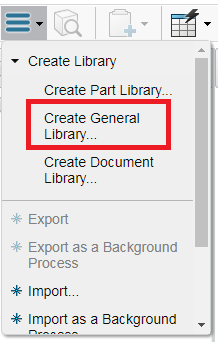 Create Library
Create Part Library...
Create General
Library...
Create Document
Library...
Export
Export as a Background
Process
Import...
Import as a Background
Process